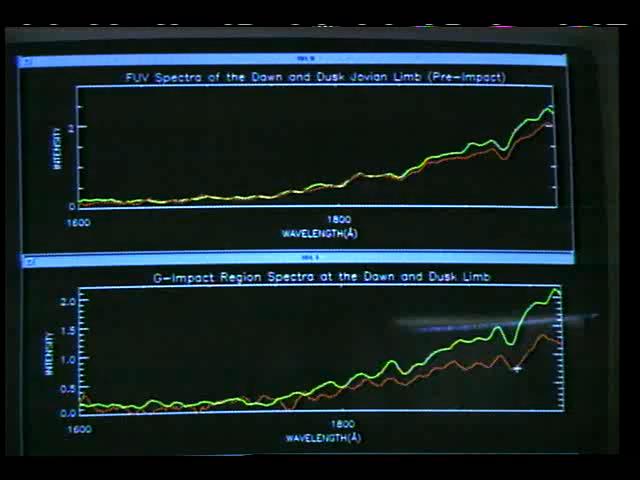 FUV Spectra of the Dawn and Dusk Jovian Limb (Pre-Impact)
INTENSITY
2
0
1600
1800
WAVELENGTH(Å)
G-Impact Region Spectra at the Dawn and Dusk Limb
INTENSITY
2.0
1.5
1.0
0.5
0.0
1600
1800
WAVELENGTH(Å)